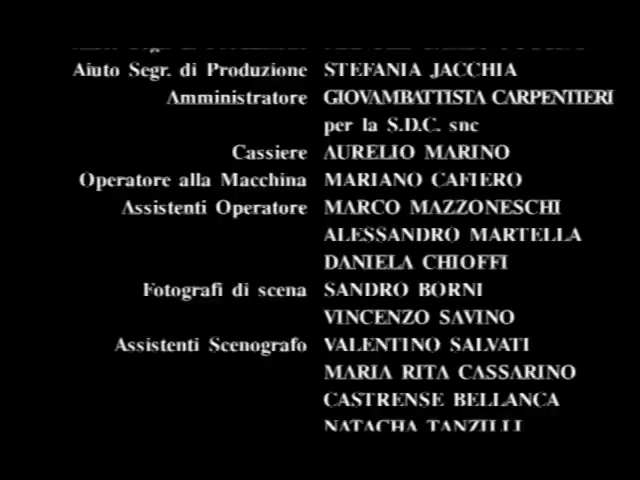 Aiuto Segr. di Produzione STEFANIA JACCHIA
Amministratore GIOVAMBATTISTA CARPENTIERI
per la S.D.C. snc
Cassiere AURELIO MARINO
Operatore alla Macchina MARIANO CAFIERO
Assistenti Operatore MARCO MAZZONESCHI
ALESSANDRO MARTELLA
DANIELA CHIOFFI
Fotografi di scena SANDRO BORNI
VINCENZO SAVINO
Assistenti Scenografo VALENTINO SALVATI
MARIA RITA CASSARINO
CASTRENSE BELLANCA
NATACHA TANZILLI